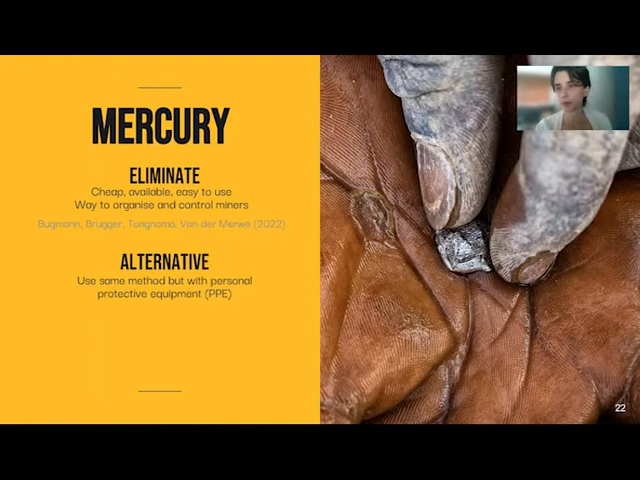 MERCURY
ELIMINATE
Cheap, available, easy to use
Way to organise and control miners
Bugmann, Brugger, Tongnoma, Van der Merwe (2022)
ALTERNATIVE
Use same method but with personal
protective equipment (PPE)
22